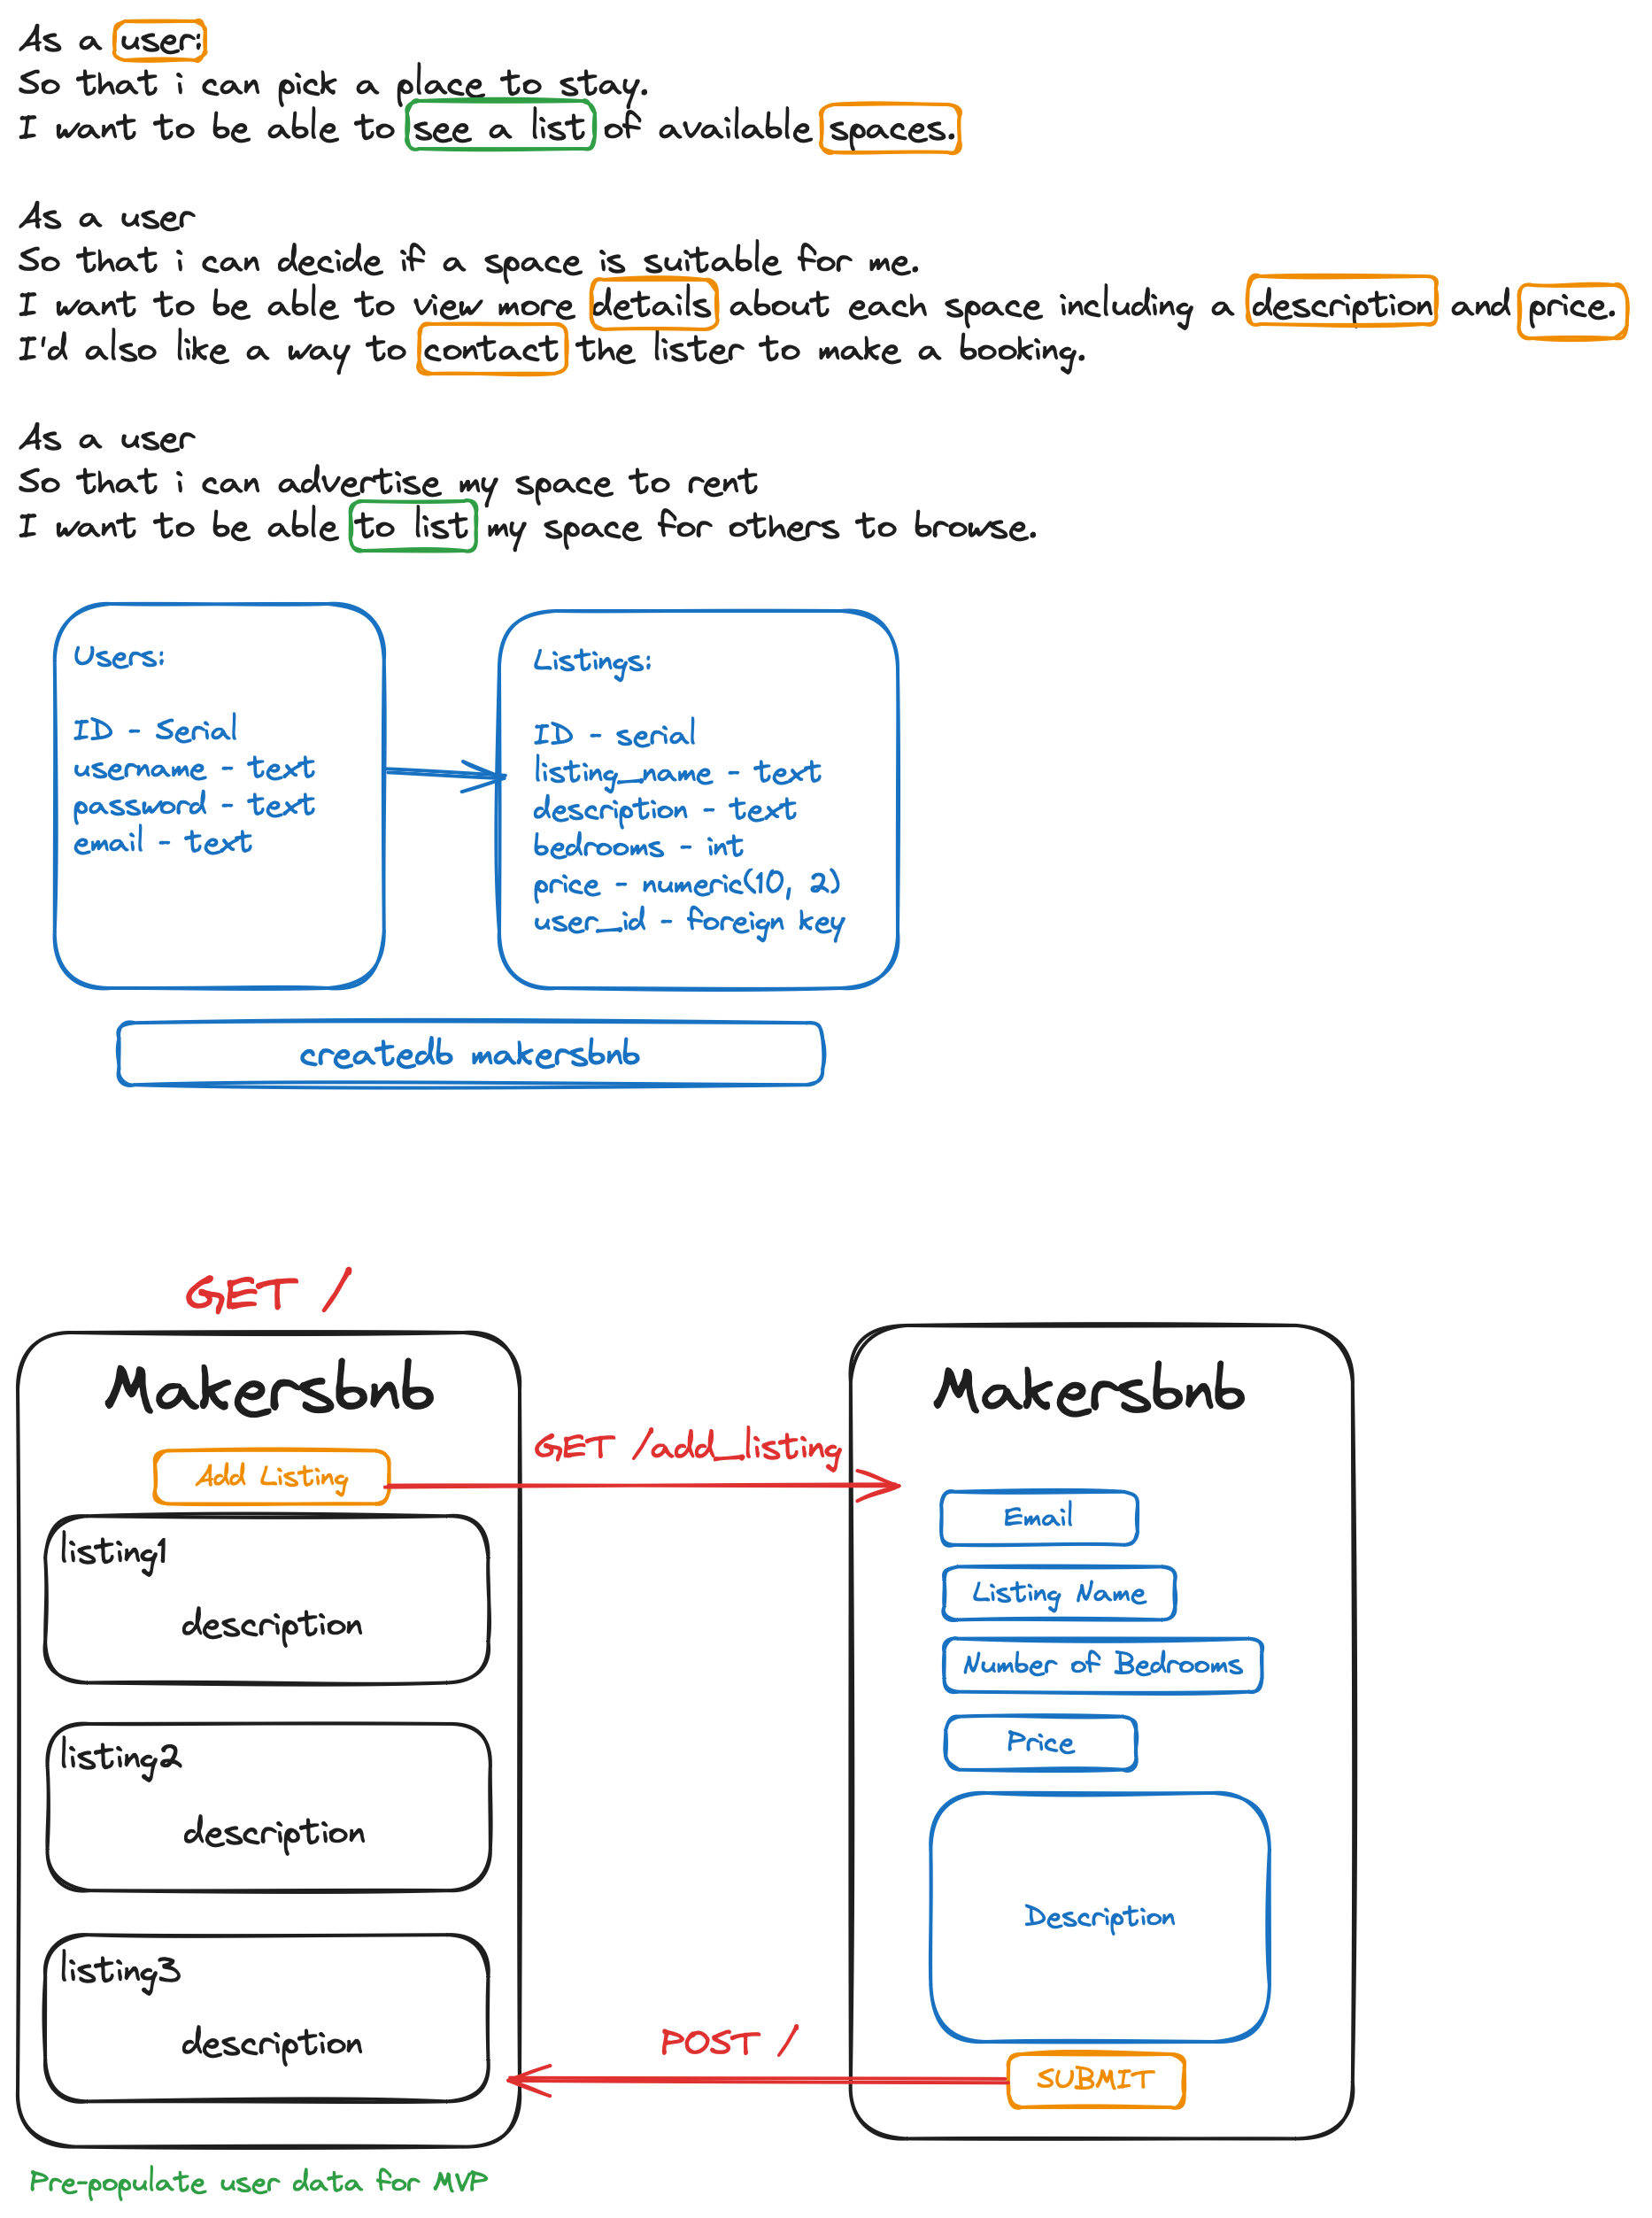 As a user:
So that i can pick a place to stay.
I want to be able to see a list of available spaces.
As a user
So that i can decide if a space is suitable for me.
I want to be able to view more details about each space including a description and price.
I'd also like a way to contact the lister to make a booking.
As a user
So that i can advertise my space to rent
I want to be able to list my space for others to browse.
Users:
ID - Serial
username - text
password - text
email - text
Listings:
ID - serial
listing_name - text
description - text
bedrooms - int
price - numeric(10, 2)
user_id - foreign key
createdb makersbnb
GET /
Makersbnb
Add Listing
listing1
description
listing2
description
listing3
description
Pre-populate user data for MVP
GET /add_listing
POST /
Makersbnb
Email
Listing Name
Number of Bedrooms
Price
Description
SUBMIT